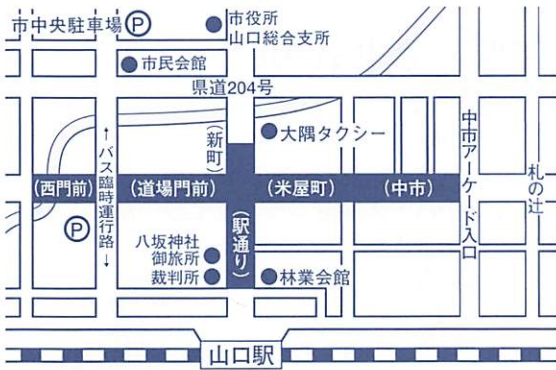 市中央駐車場 P
市役所
山口総合支所
市民会館
県道204号
(新町)
大隅タクシー
中市アーケード入口
札の辻
←バス臨時運行路→
(西門前)
(道場門前)
(米屋町)
(中市)
P
(駅通り)
八坂神社
御旅所
裁判所
林業会館
山口駅